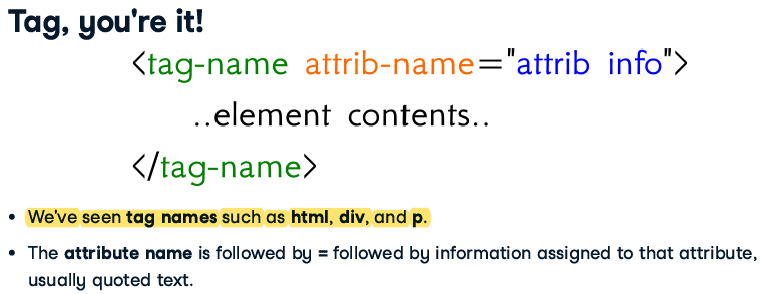 Tag, you're it!
<tag-name attrib-name="attrib info">
..element contents..
</tag-name>
• We've seen tag names such as html, div, and p.
• The attribute name is followed by = followed by information assigned to that attribute,
usually quoted text.